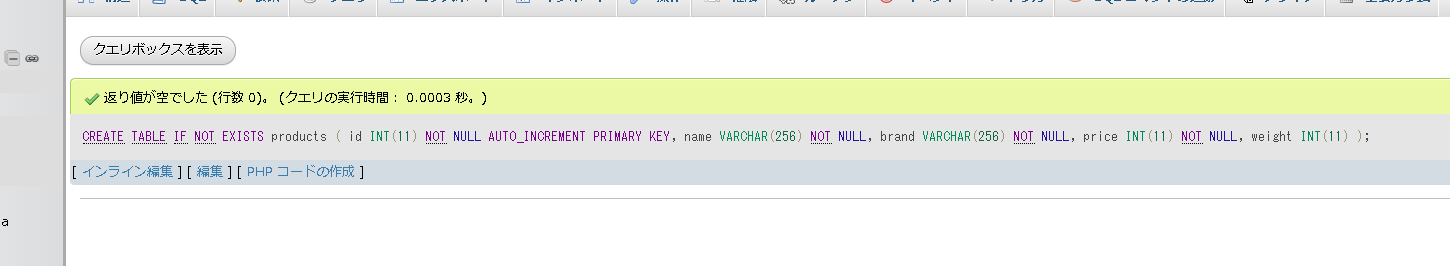 クエリボックスを表示
返り値が空でした (行数 0)。 (クエリの実行時間 : 0.0003 秒。)
CREATE TABLE IF NOT EXISTS products ( id INT(11) NOT NULL AUTO_INCREMENT PRIMARY KEY, name VARCHAR(256) NOT NULL, brand VARCHAR(256) NOT NULL, price INT(11) NOT NULL, weight INT(11) );
[ インライン編集 ] [ 編集 ] [ PHP コードの作成 ]
a